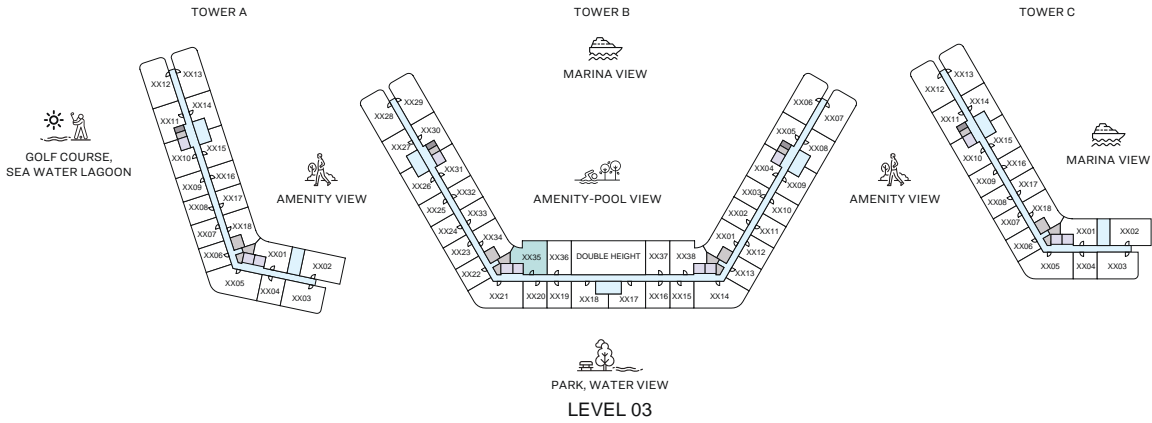 TOWER A
TOWER B
TOWER C
MARINA VIEW
GOLF COURSE,
SEA WATER LAGOON
AMENITY VIEW
AMENITY-POOL VIEW
AMENITY VIEW
MARINA VIEW
XX13
XX12
XX14
XX11
XX15
XX10
XX16
XX09
XX17
XX08
XX18
XX07
XX06
XX01
XX02
XX05
XX04
XX03
XX29
XX28
XX30
XX27
XX31
XX26
XX32
XX25
XX33
XX24
XX34
XX23
XX22
XX35
XX36
DOUBLE HEIGHT
XX37
XX38
XX21
XX20
XX19
XX18
XX17
XX16
XX15
XX14
XX06
XX07
XX05
XX08
XX04
XX09
XX03
XX10
XX02
XX11
XX01
XX12
XX13
XX13
XX12
XX14
XX11
XX15
XX10
XX16
XX09
XX17
XX08
XX18
XX07
XX06
XX01
XX02
XX05
XX04
XX03
PARK, WATER VIEW
LEVEL 03